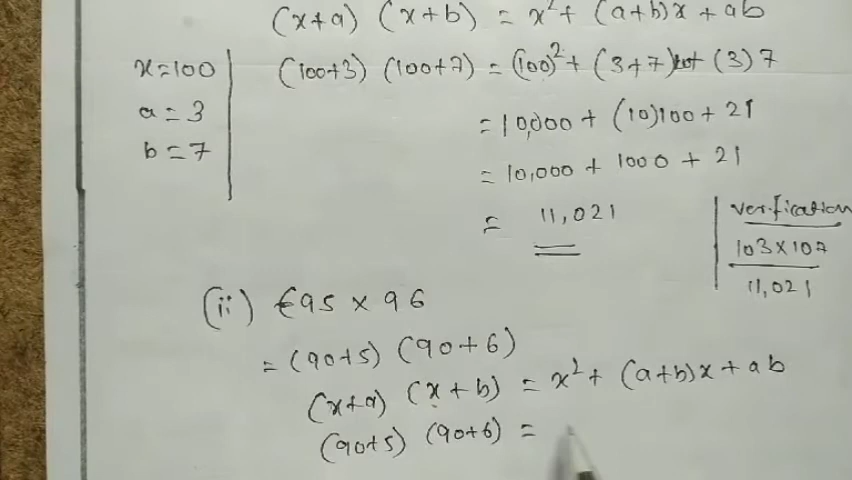 (x+a) (x+b) = x²+ (a+b)x+ab
x=100
a=3
b=7
(100+3) (100+7) = (100)²+ (3+7) + (3)7
=10,000+ (10)100+21
=10,000+1000+21
= 11,021
verification
103×107
11,021
(ii) 95×96
=(90+5) (90+6)
(x+a) (x+b) = x²+ (a+b)x+ab
(90+5) (90+6) =